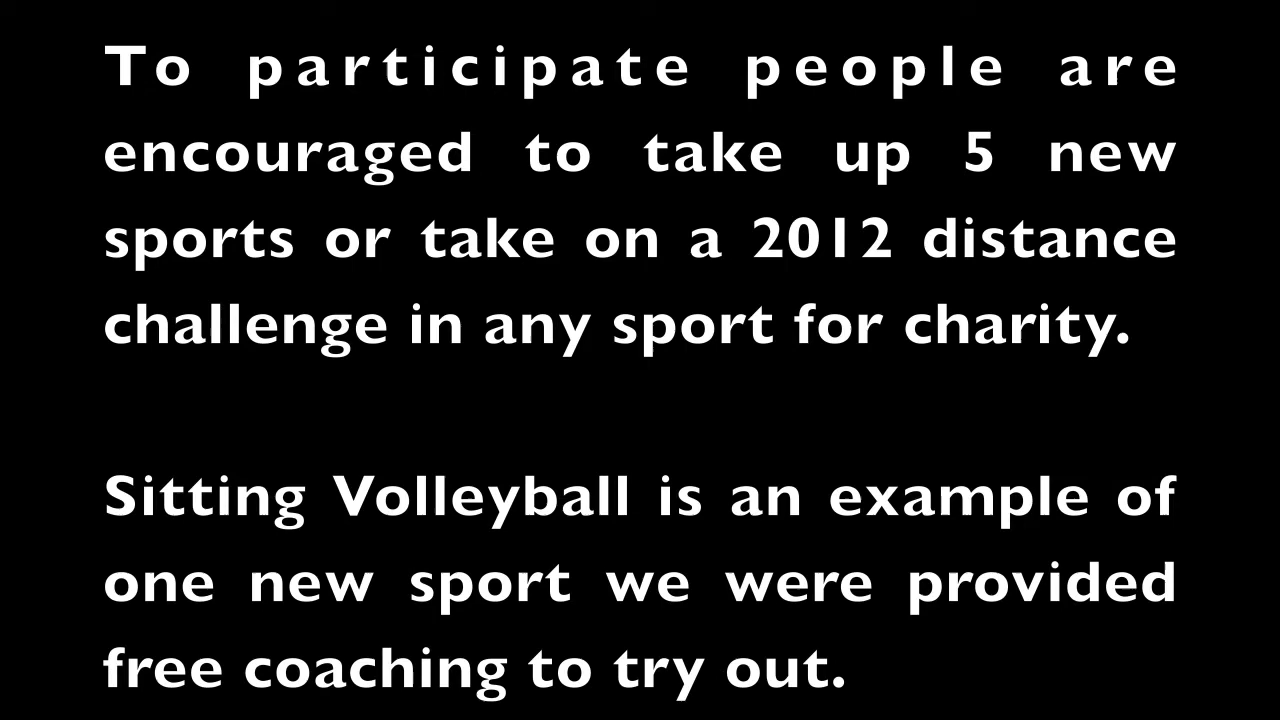 To participate people are
encouraged to take up 5 new
sports or take on a 2012 distance
challenge in any sport for charity.
Sitting Volleyball is an example of
one new sport we were provided
free coaching to try out.